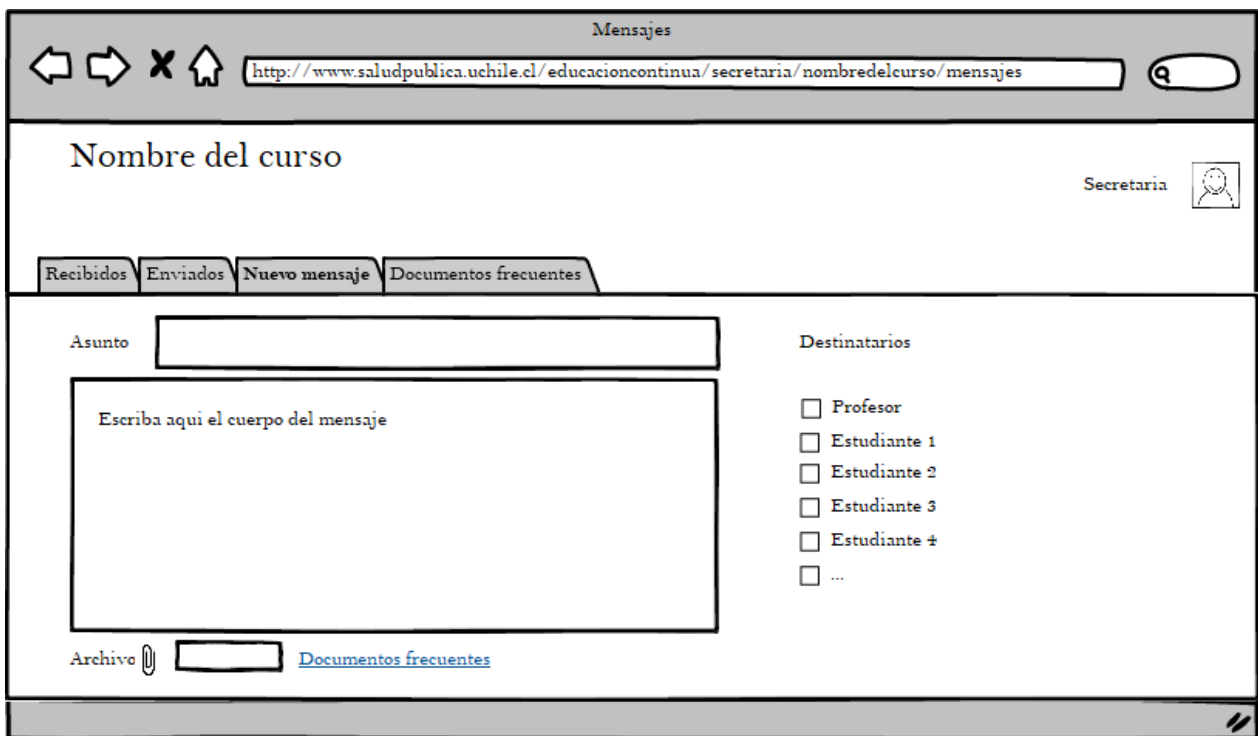 Mensajes
http://www.saludpublica.uchile.cl/educacioncontinua/secretaria/nombredelcurso/mensajes
Nombre del curso
Secretaria
Recibidos Enviados Nuevo mensaje Documentos frecuentes
Asunto
Escriba aqui el cuerpo del mensaje
Archivo
Documentos frecuentes
Destinatarios
Profesor
Estudiante 1
Estudiante 2
Estudiante 3
Estudiante 4
...